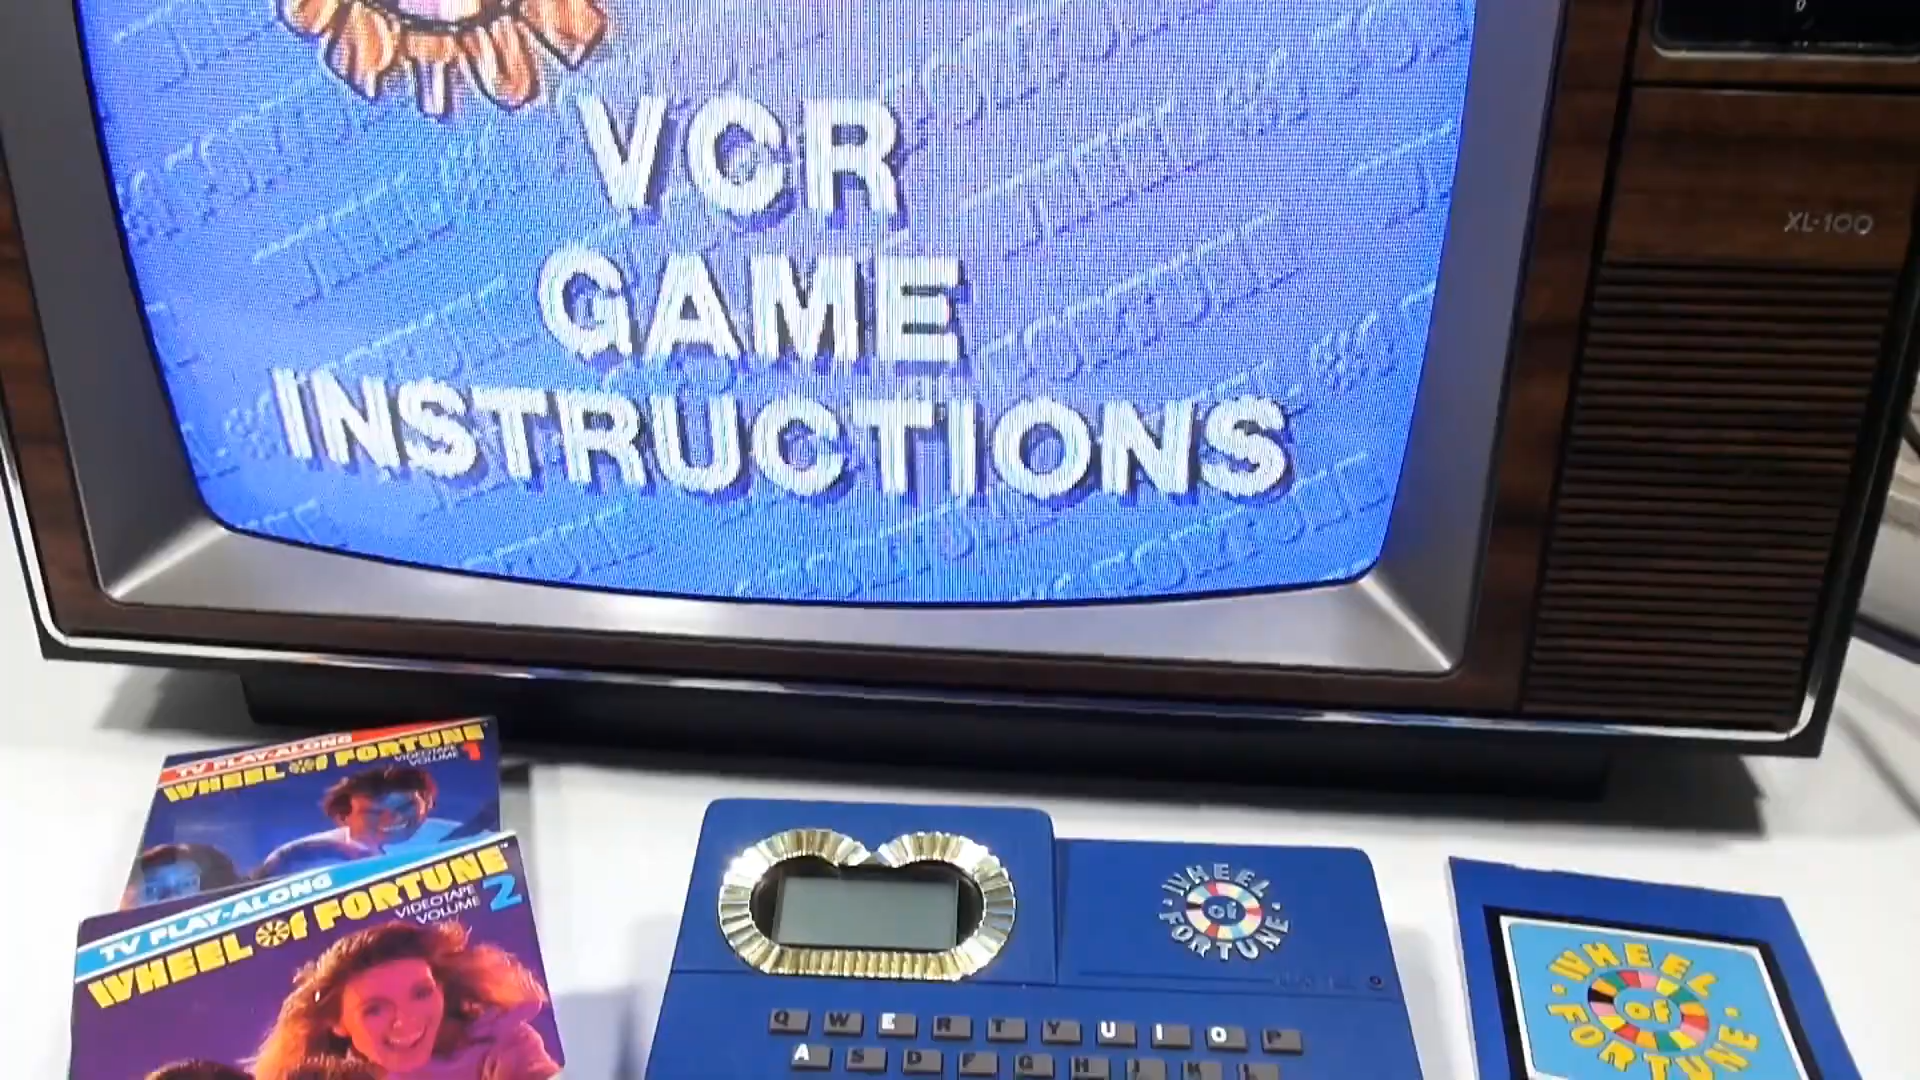 VCR
GAME
INSTRUCTIONS
XL-100
TV PLAY-ALONG
WHEEL of FORTUNE
VIDEOTAPE
VOLUME 1
TV PLAY-ALONG
WHEEL of FORTUNE™
VIDEOTAPE
VOLUME 2
WHEEL
of
FORTUNE
Q W E R T Y U I O P
A S D F G H J K L
WHEEL
of
FORTUNE